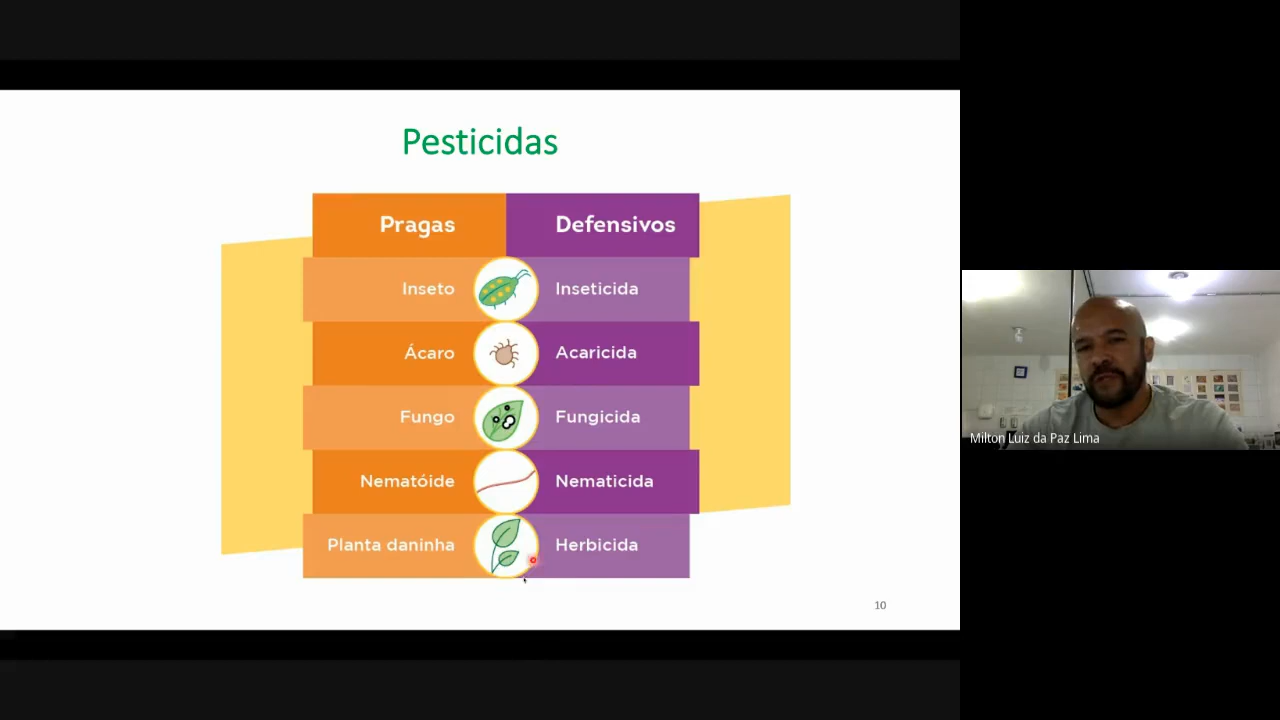 Pesticidas
Pragas Defensivos
Inseto Inseticida
Ácaro Acaricida
Fungo Fungicida
Nematóide Nematicida
Planta daninha Herbicida
10
Milton Luiz da Paz Lima